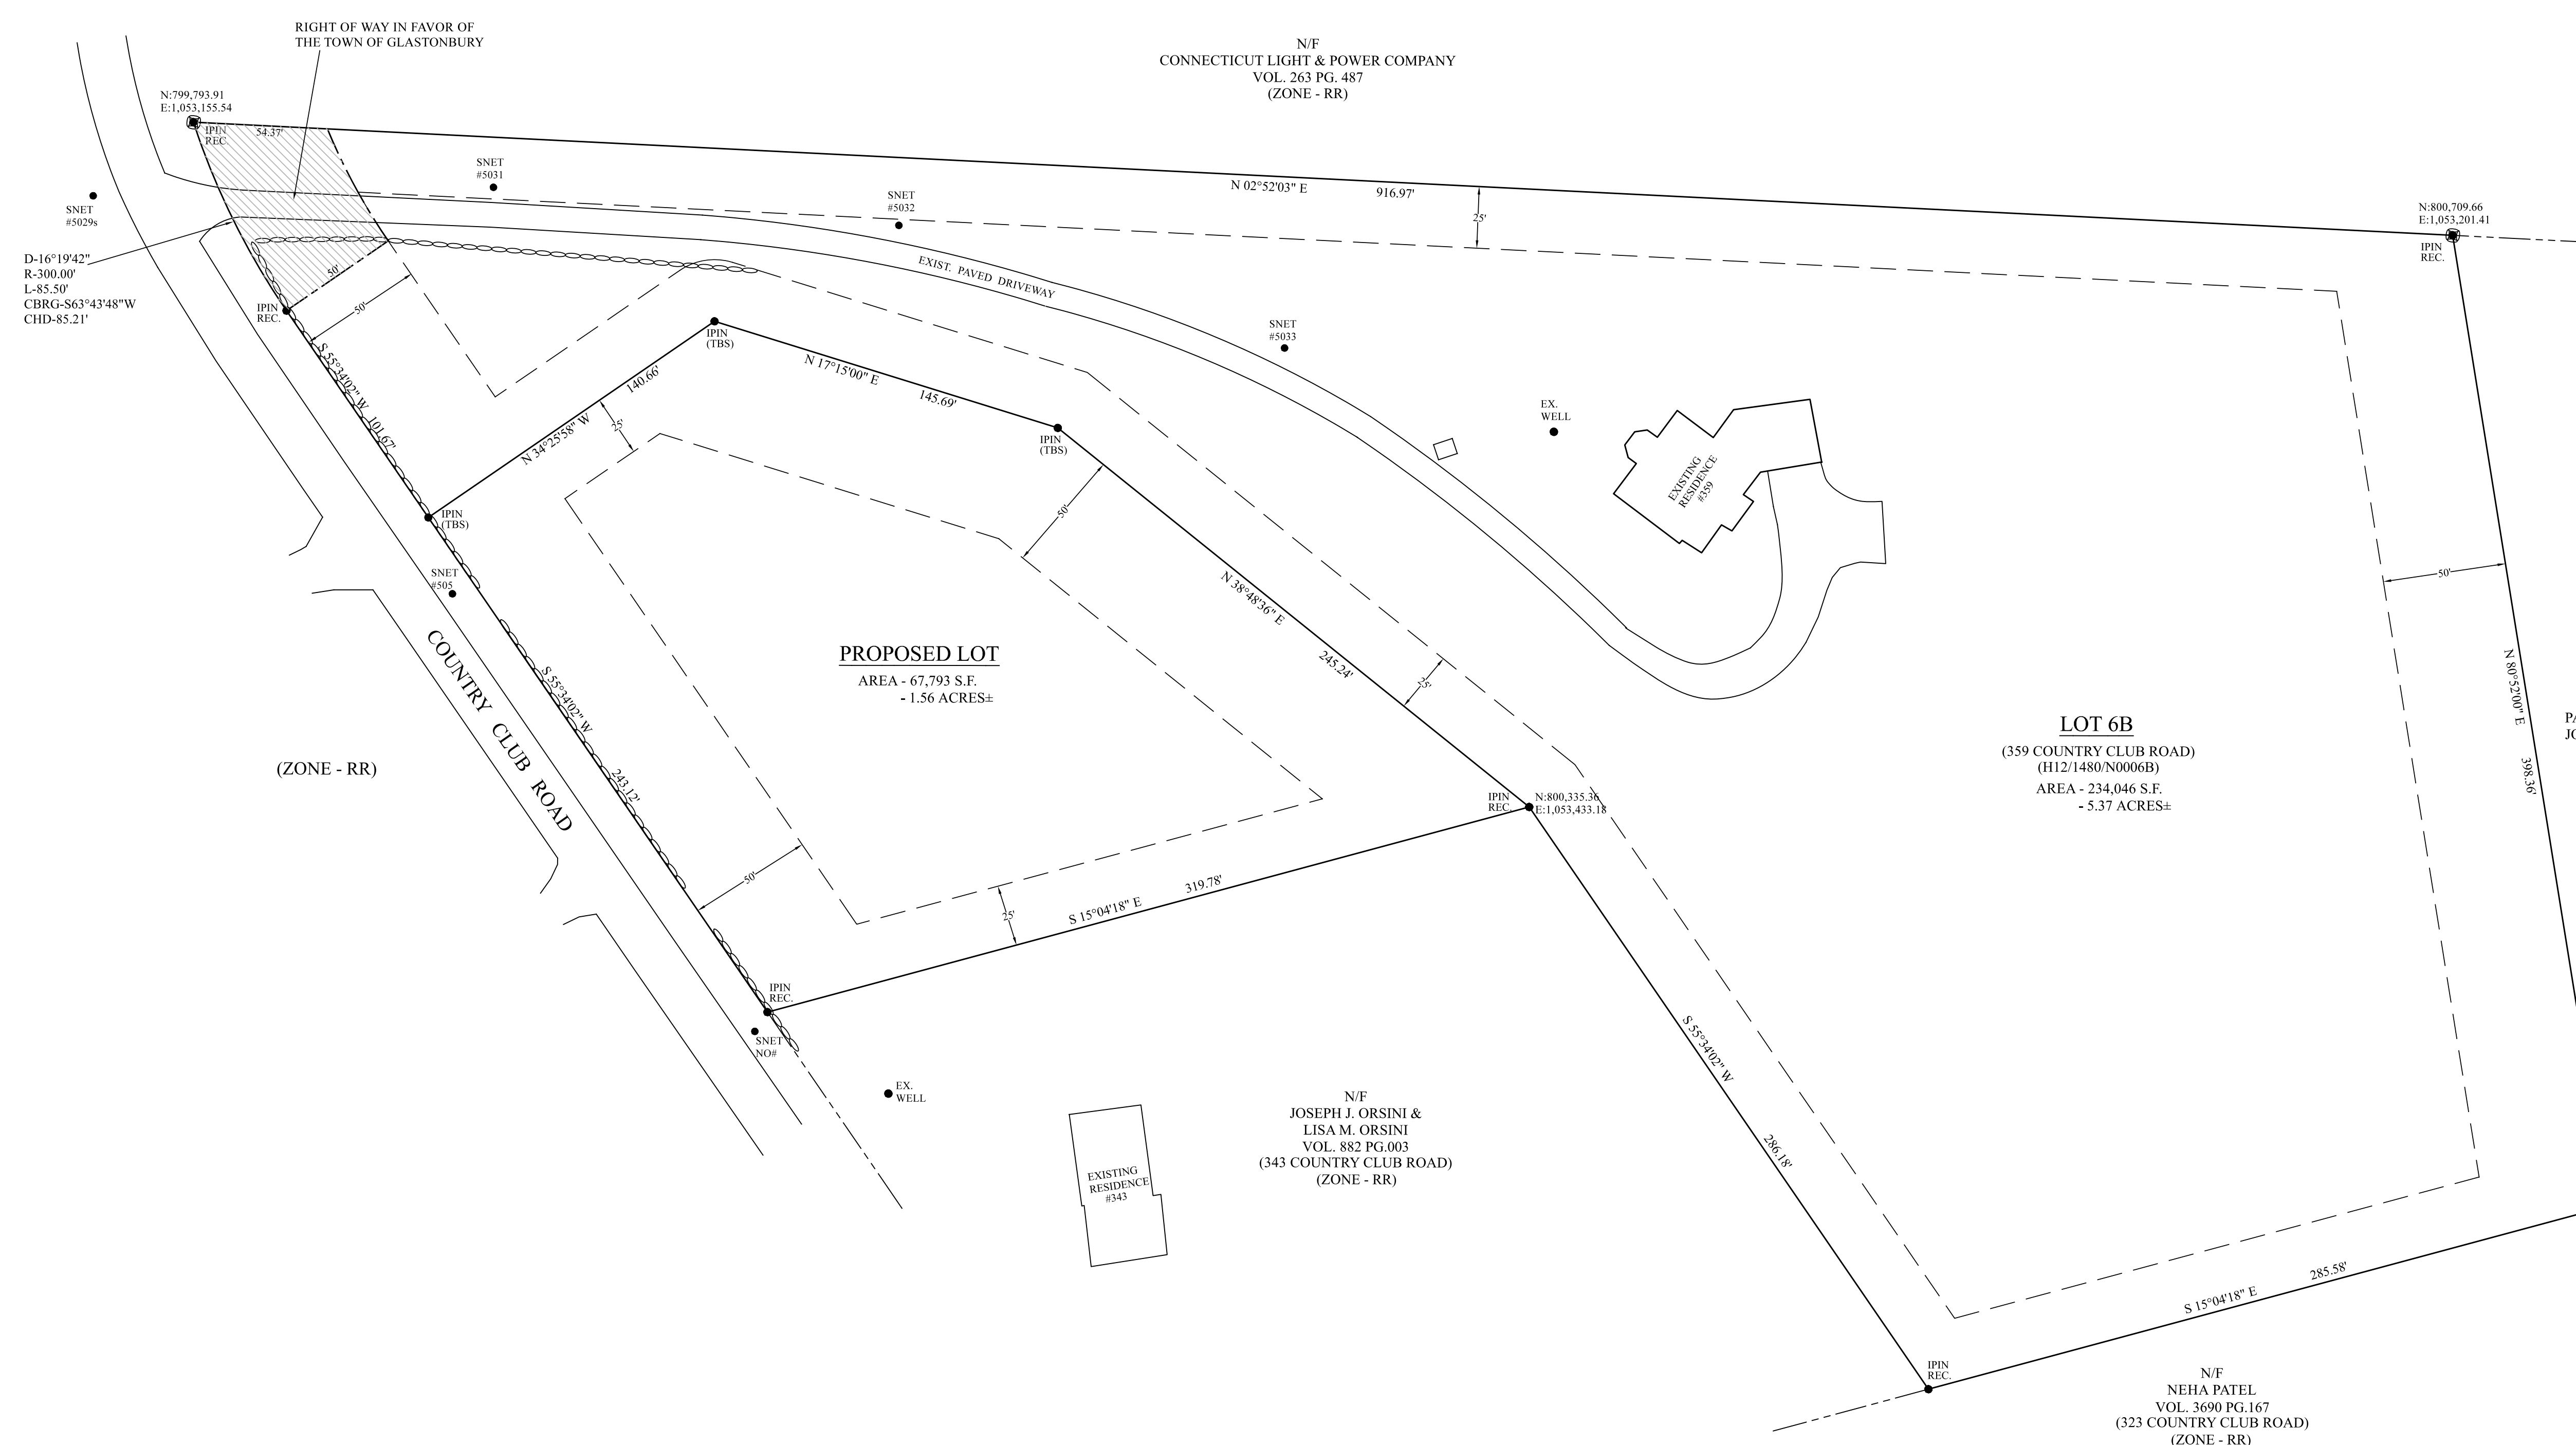 RIGHT OF WAY IN FAVOR OF
THE TOWN OF GLASTONBURY
N/F
CONNECTICUT LIGHT & POWER COMPANY
VOL. 263 PG. 487
(ZONE - RR)
N:799,793.91
E:1,053,155.54
IPIN
REC.
54.37'
SNET
#5031
SNET
#5032
N 02°52'03" E
916.97'
25'
N:800,709.66
E:1,053,201.41
IPIN
REC.
SNET
#5029s
D-16°19'42"
R-300.00'
L-85.50'
CBRG-S63°43'48"W
CHD-85.21'
50'
50'
IPIN
REC.
EXIST. PAVED DRIVEWAY
SNET
#5033
IPIN
(TBS)
S 55°34'02" W
101.67'
N 34°25'58" W
140.66'
25'
N 17°15'00" E
145.69'
IPIN
(TBS)
EX.
WELL
EXISTING
RESIDENCE
#359
IPIN
(TBS)
50'
SNET
#505
N 38°48'36" E
245.24'
25'
50'
N 80°52'00" E
398.36'
COUNTRY CLUB ROAD
S 55°34'02" W
243.12'
PROPOSED LOT
AREA - 67,793 S.F.
- 1.56 ACRES±
(ZONE - RR)
LOT 6B
(359 COUNTRY CLUB ROAD)
(H12/1480/N0006B)
AREA - 234,046 S.F.
- 5.37 ACRES±
PA
JO
IPIN
REC.
N:800,335.36
E:1,053,433.18
50'
25'
S 15°04'18" E
319.78'
IPIN
REC.
SNET
NO#
EX.
WELL
S 55°34'02" W
286.18'
N/F
JOSEPH J. ORSINI &
LISA M. ORSINI
VOL. 882 PG.003
(343 COUNTRY CLUB ROAD)
(ZONE - RR)
EXISTING
RESIDENCE
#343
S 15°04'18" E
285.58'
IPIN
REC.
N/F
NEHA PATEL
VOL. 3690 PG.167
(323 COUNTRY CLUB ROAD)
(ZONE - RR)